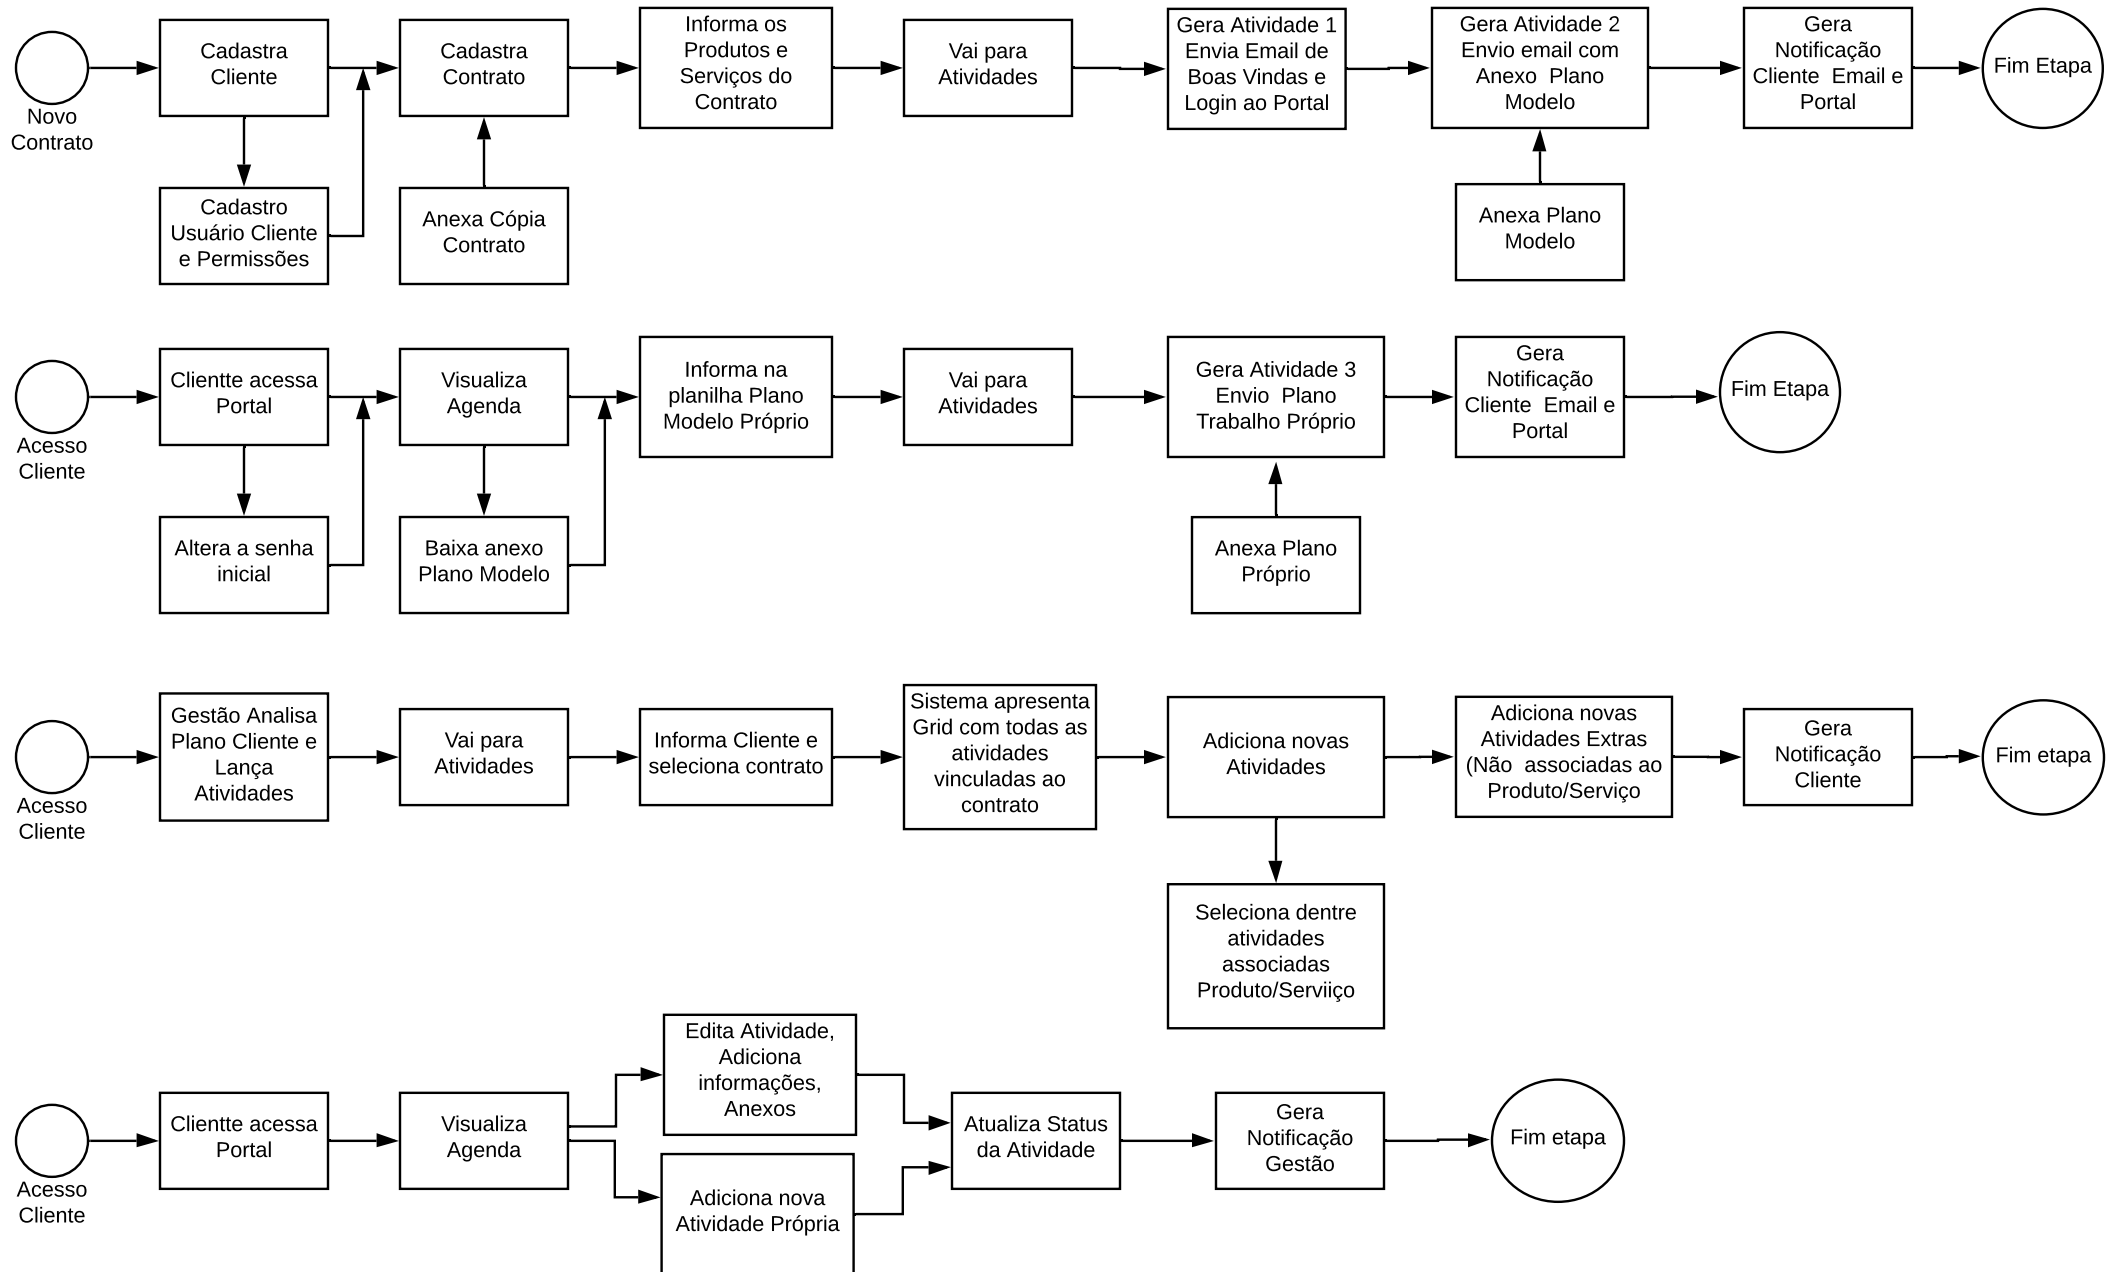 Novo
Contrato
Cadastra
Cliente
Cadastro
Usuário Cliente
e Permissões
Cadastra
Contrato
Anexa Cópia
Contrato
Informa os
Produtos e
Serviços do
Contrato
Vai para
Atividades
Gera Atividade 1
Envia Email de
Boas Vindas e
Login ao Portal
Gera Atividade 2
Envio email com
Anexo  Plano
Modelo
Anexa Plano
Modelo
Gera
Notificação
Cliente  Email e
Portal
Fim Etapa
Acesso
Cliente
Clientte acessa
Portal
Altera a senha
inicial
Visualiza
Agenda
Baixa anexo
Plano Modelo
Informa na
planilha Plano
Modelo Próprio
Vai para
Atividades
Gera Atividade 3
Envio  Plano
Trabalho Próprio
Anexa Plano
Próprio
Gera
Notificação
Cliente  Email e
Portal
Fim Etapa
Acesso
Cliente
Gestão Analisa
Plano Cliente e
Lança
Atividades
Vai para
Atividades
Informa Cliente e
seleciona contrato
Sistema apresenta
Grid com todas as
atividades
vinculadas ao
contrato
Adiciona novas
Atividades
Seleciona dentre
atividades
associadas
Produto/Serviiço
Adiciona novas
Atividades Extras
(Não  associadas ao
Produto/Serviço
Gera
Notificação
Cliente
Fim etapa
Acesso
Cliente
Clientte acessa
Portal
Visualiza
Agenda
Edita Atividade,
Adiciona
informações,
Anexos
Adiciona nova
Atividade Própria
Atualiza Status
da Atividade
Gera
Notificação
Gestão
Fim etapa